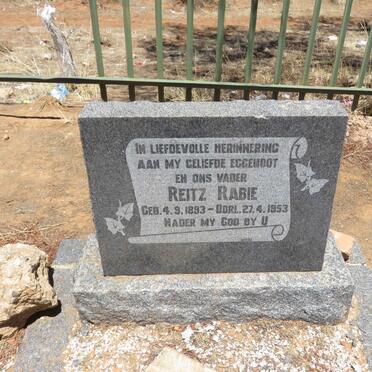 IN LIEFDEVOLLE HERINNERING
AAN MY GELIEFDE EGGENOOT
EN ONS VADER
REITZ RABIE
GEB. 4. 9. 1893 - OORL. 27. 4. 1953
NADER MY GOD BY U